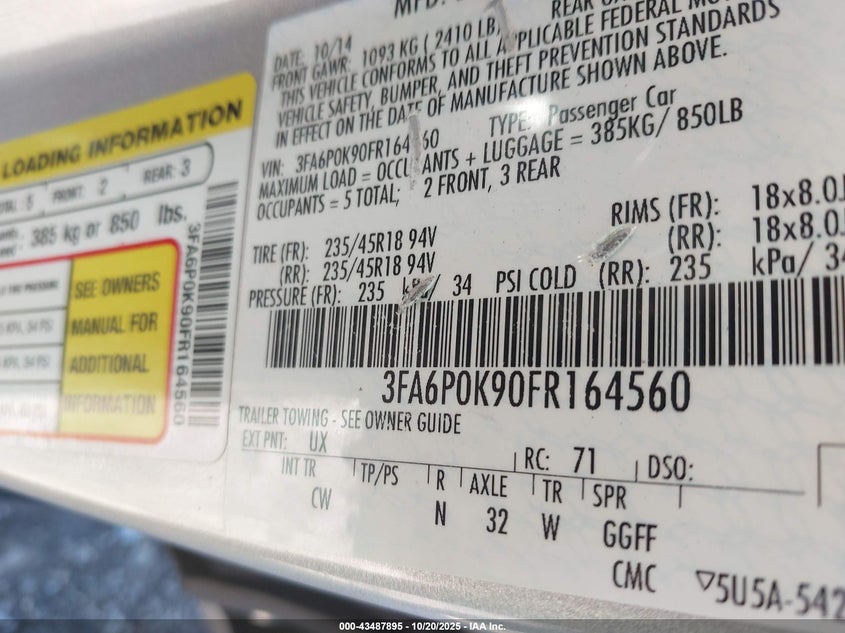 MFD.
REAR
DATE: 10/14
FRONT GAWR: 1093 KG ( 2410 LB)
THIS VEHICLE CONFORMS TO ALL APPLICABLE FEDERAL
VEHICLE SAFETY, BUMPER, AND THEFT PREVENTION STANDARDS
IN EFFECT ON THE DATE OF MANUFACTURE SHOWN ABOVE.
VIN: 3FA6P0K90FR164560 TYPE: Passenger Car
MAXIMUM LOAD = OCCUPANTS + LUGGAGE = 385KG/ 850LB
OCCUPANTS = 5 TOTAL; 2 FRONT, 3 REAR
TIRE (FR): 235/45R18 94V RIMS (FR): 18x8.0J
(RR): 235/45R18 94V (RR): 18x8.0J
PRESSURE (FR): 235 kPa/ 34 PSI COLD (RR): 235 kPa/ 34
3FA6P0K90FR164560
TRAILER TOWING - SEE OWNER GUIDE
EXT PNT: UX RC: 71 DSO:
INT TR TP/PS R AXLE TR SPR
CW N 32 W GGFF
CMC ▽5U5A-542
LOADING INFORMATION
FRONT: 2 REAR: 3
385 kg or 850 lbs.
SEE OWNERS
MANUAL FOR
ADDITIONAL
INFORMATION
3FA6P0K90FR164560
000-43487895 - 10/20/2025 - IAA Inc.